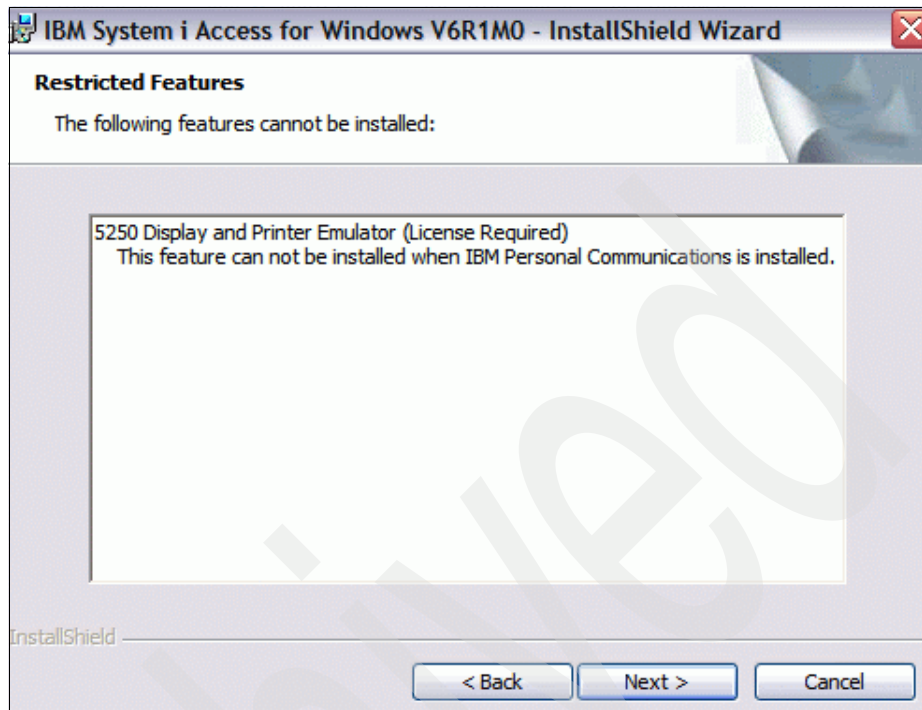 IBM System i Access for Windows V6R1M0 - InstallShield Wizard
Restricted Features
The following features cannot be installed:
5250 Display and Printer Emulator (License Required)
This feature can not be installed when IBM Personal Communications is installed.
InstallShield
< Back
Next >
Cancel